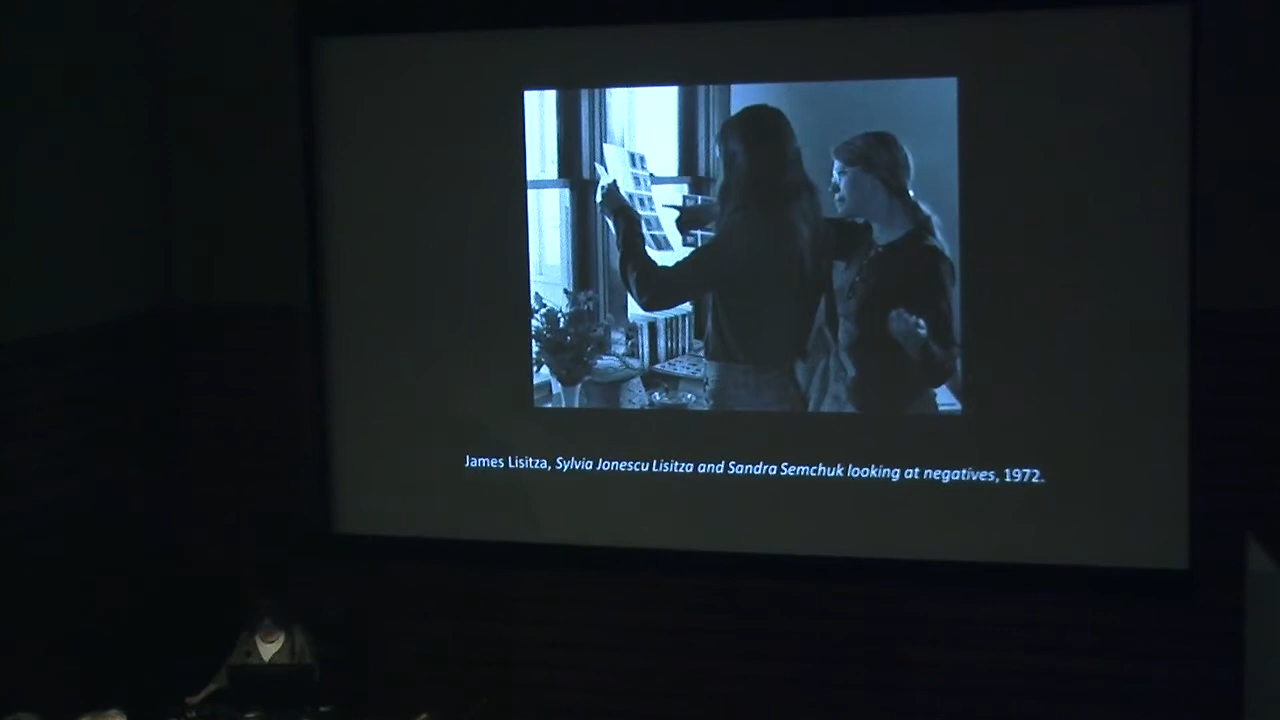 James Lisitza, Sylvia Jonescu Lisitza and Sandra Semchuk looking at negatives, 1972.